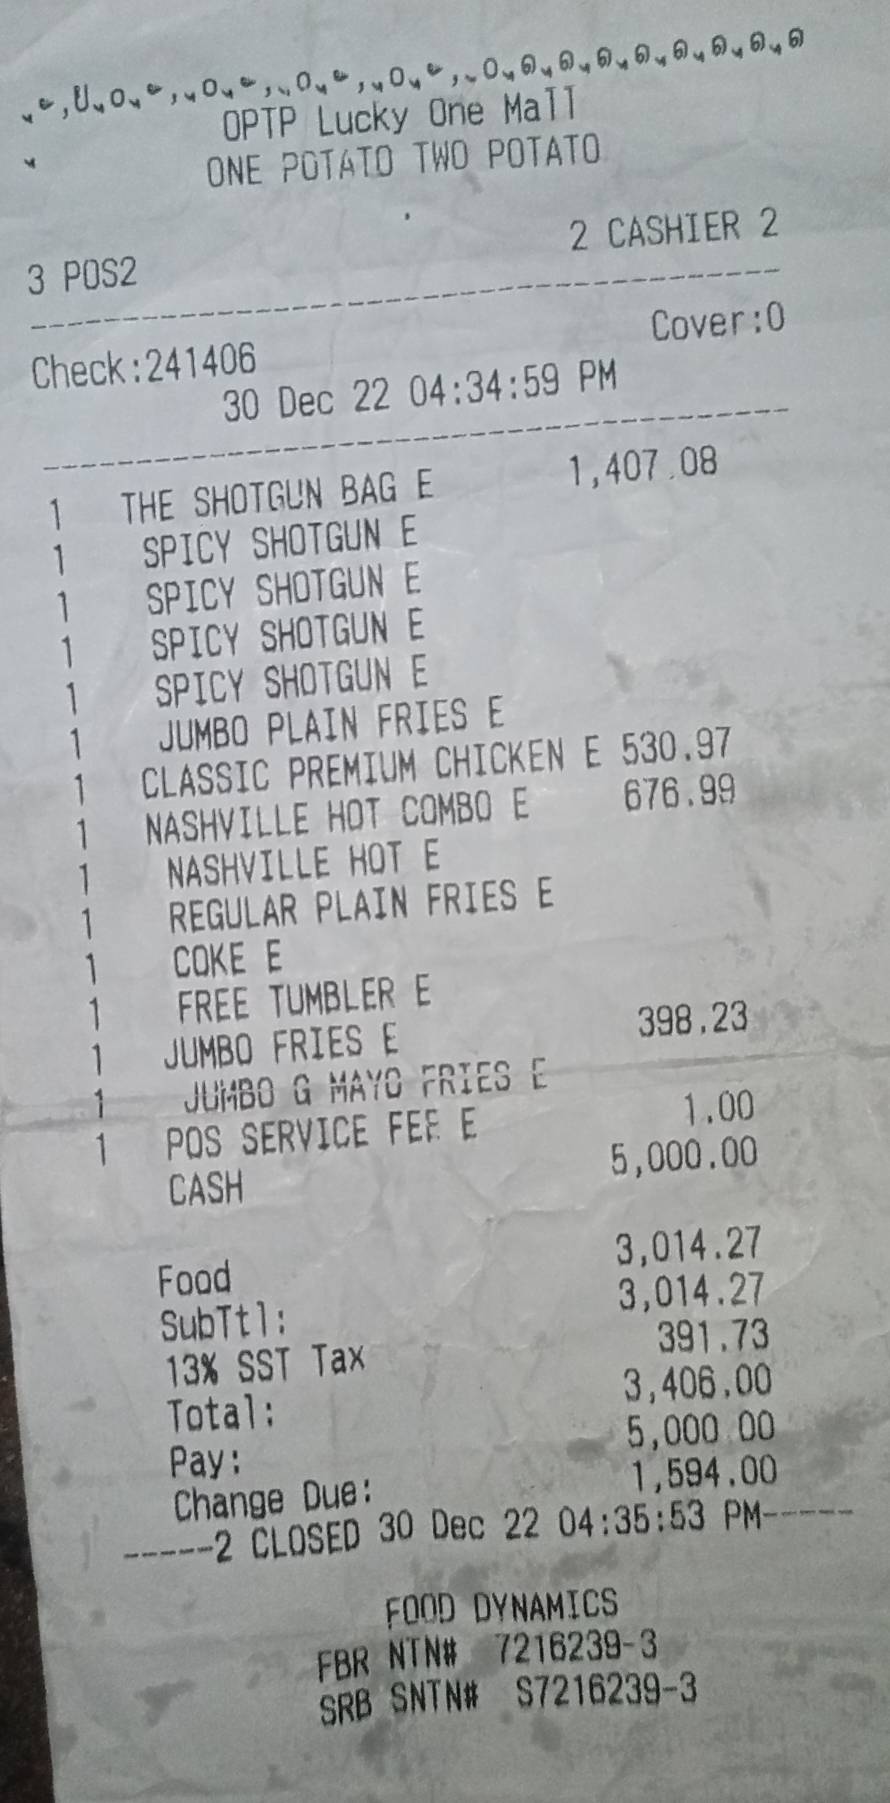 OPTP Lucky One Mall
ONE POTATO TWO POTATO
3 POS2 2 CASHIER 2
Check:241406 Cover:0
30 Dec 22 04:34:59 PM
1 THE SHOTGUN BAG E 1,407.08
1 SPICY SHOTGUN E
1 SPICY SHOTGUN E
1 SPICY SHOTGUN E
1 SPICY SHOTGUN E
1 JUMBO PLAIN FRIES E
1 CLASSIC PREMIUM CHICKEN E 530.97
1 NASHVILLE HOT COMBO E 676.99
1 NASHVILLE HOT E
1 REGULAR PLAIN FRIES E
1 COKE E
1 FREE TUMBLER E
1 JUMBO FRIES E 398.23
1 JUMBO G MAYO FRIES E
1 POS SERVICE FEE E 1.00
CASH 5,000.00
Food 3,014.27
SubTtl: 3,014.27
13% SST Tax 391.73
Total: 3,406.00
Pay: 5,000.00
Change Due: 1,594.00
-----2 CLOSED 30 Dec 22 04:35:53 PM-----
FOOD DYNAMICS
FBR NTN# 7216239-3
SRB SNTN# S7216239-3